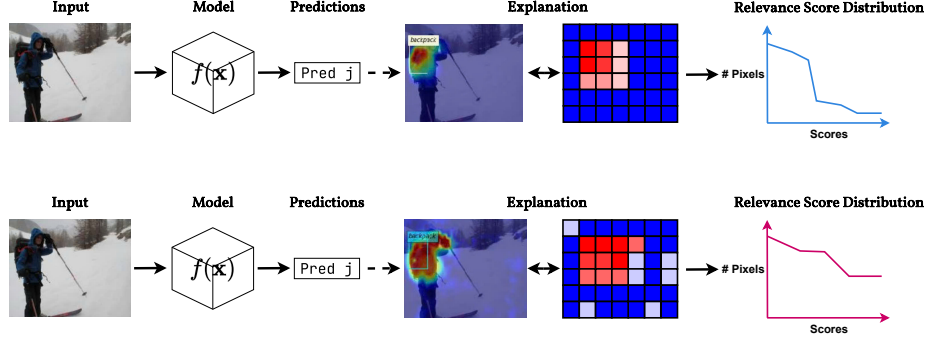 Input
Model
Predictions
Explanation
Relevance Score Distribution
f(x)
Pred j
backpack
# Pixels
Scores
Input
Model
Predictions
Explanation
Relevance Score Distribution
f(x)
Pred j
backpack
# Pixels
Scores